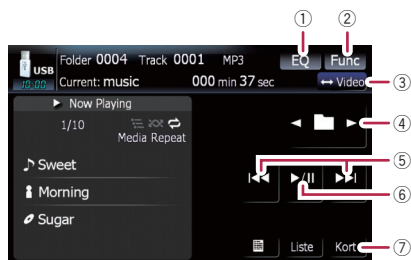 ① ②
USB Folder 0004 Track 0001 MP3 EQ Func
10:00 Current: music 000 min 37 sec ↔ Video ③
► Now Playing
1/10
Media Repeat
◄ ► ④
Sweet ⑤
Morning ⑥
Sugar
Liste Kort ⑦